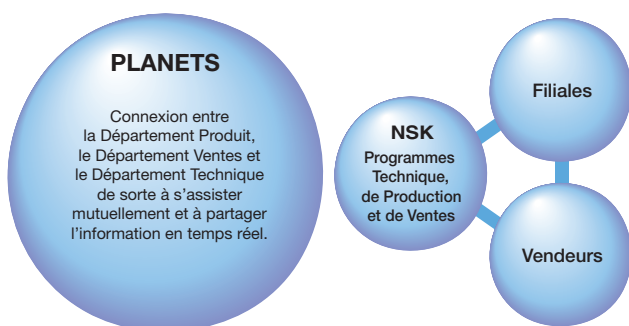 PLANETS
Connexion entre
la Département Produit,
le Département Ventes et
le Département Technique
de sorte à s'assister
mutuellement et à partager
l'information en temps réel.
NSK
Programmes
Technique,
de Production
et de Ventes
Filiales
Vendeurs